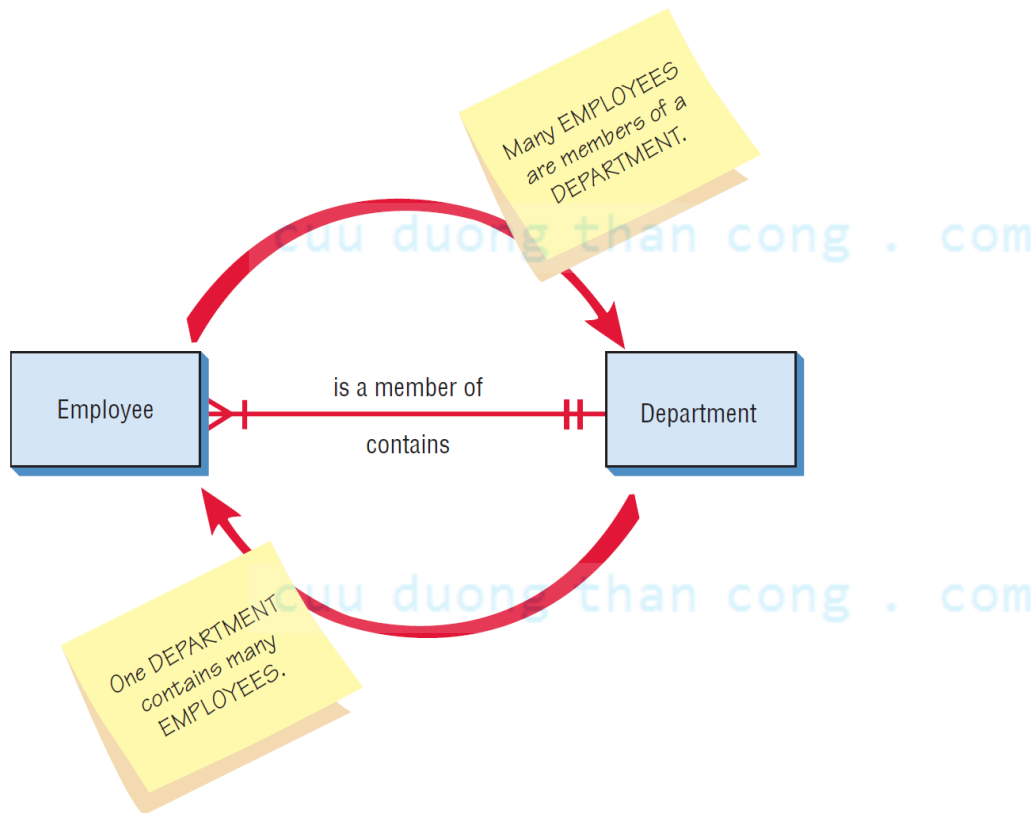 Many EMPLOYEES
are members of a
DEPARTMENT.
cuu duong than cong . com
Employee
is a member of
contains
Department
One DEPARTMENT
contains many
EMPLOYEES.
cuu duong than cong . com